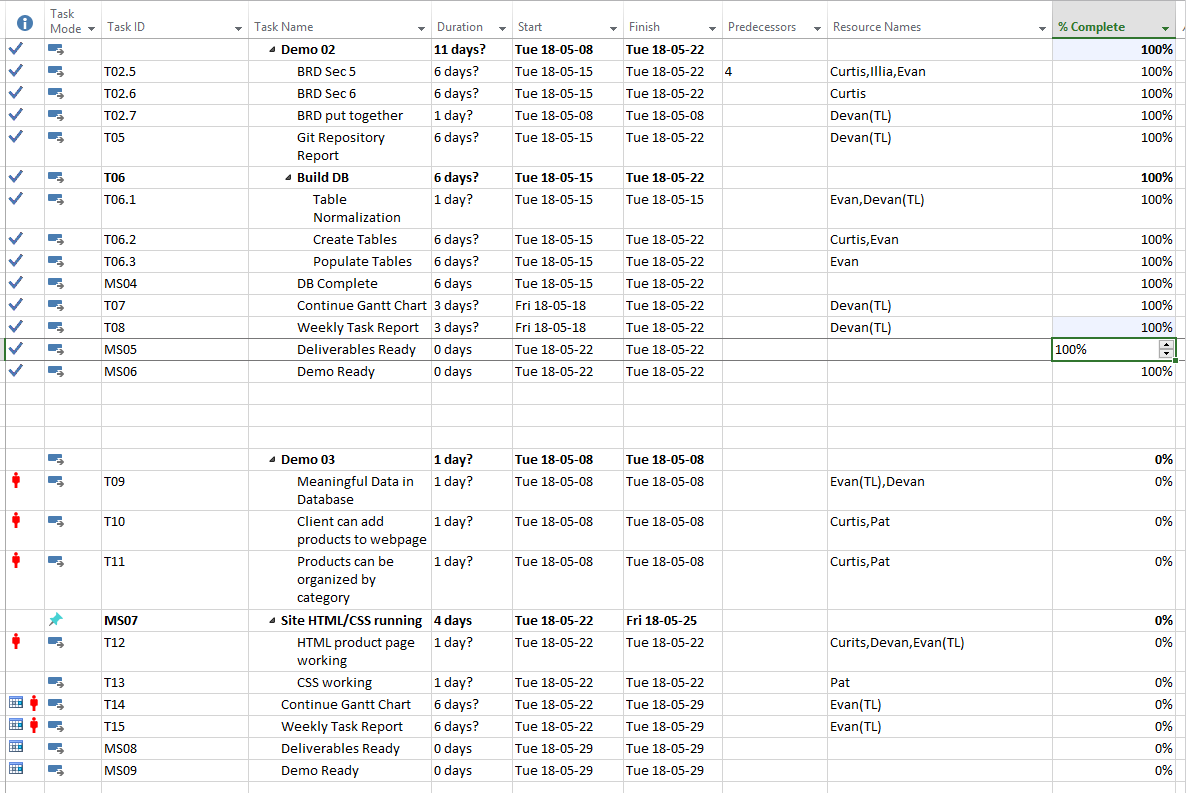 Task Mode Task ID Task Name Duration Start Finish Predecessors Resource Names % Complete
Demo 02 11 days? Tue 18-05-08 Tue 18-05-22 100%
T02.5 BRD Sec 5 6 days? Tue 18-05-15 Tue 18-05-22 4 Curtis,Illia,Evan 100%
T02.6 BRD Sec 6 6 days? Tue 18-05-15 Tue 18-05-22 Curtis 100%
T02.7 BRD put together 1 day? Tue 18-05-08 Tue 18-05-08 Devan(TL) 100%
T05 Git Repository Report 6 days? Tue 18-05-15 Tue 18-05-22 Devan(TL) 100%
T06 Build DB 6 days? Tue 18-05-15 Tue 18-05-22 100%
T06.1 Table Normalization 1 day? Tue 18-05-15 Tue 18-05-15 Evan,Devan(TL) 100%
T06.2 Create Tables 6 days? Tue 18-05-15 Tue 18-05-22 Curtis,Evan 100%
T06.3 Populate Tables 6 days? Tue 18-05-15 Tue 18-05-22 Evan 100%
MS04 DB Complete 6 days Tue 18-05-15 Tue 18-05-22 100%
T07 Continue Gantt Chart 3 days? Fri 18-05-18 Tue 18-05-22 Devan(TL) 100%
T08 Weekly Task Report 3 days? Fri 18-05-18 Tue 18-05-22 Devan(TL) 100%
MS05 Deliverables Ready 0 days Tue 18-05-22 Tue 18-05-22 100%
MS06 Demo Ready 0 days Tue 18-05-22 Tue 18-05-22 100%
Demo 03 1 day? Tue 18-05-08 Tue 18-05-08 0%
T09 Meaningful Data in Database 1 day? Tue 18-05-08 Tue 18-05-08 Evan(TL),Devan 0%
T10 Client can add products to webpage 1 day? Tue 18-05-08 Tue 18-05-08 Curtis,Pat 0%
T11 Products can be organized by category 1 day? Tue 18-05-08 Tue 18-05-08 Curtis,Pat 0%
MS07 Site HTML/CSS running 4 days Tue 18-05-22 Fri 18-05-25 0%
T12 HTML product page working 1 day? Tue 18-05-22 Tue 18-05-22 Curits,Devan,Evan(TL) 0%
T13 CSS working 1 day? Tue 18-05-22 Tue 18-05-22 Pat 0%
T14 Continue Gantt Chart 6 days? Tue 18-05-22 Tue 18-05-29 Evan(TL) 0%
T15 Weekly Task Report 6 days? Tue 18-05-22 Tue 18-05-29 Evan(TL) 0%
MS08 Deliverables Ready 0 days Tue 18-05-29 Tue 18-05-29 0%
MS09 Demo Ready 0 days Tue 18-05-29 Tue 18-05-29 0%